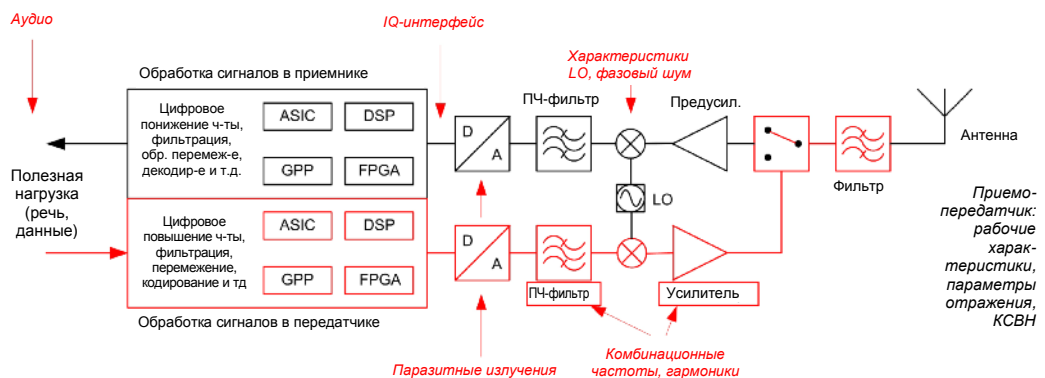 Аудио
IQ-интерфейс
Характеристики
LO, фазовый шум
Обработка сигналов в приемнике
ПЧ-фильтр
Предусил.
Цифровое
понижение ч-ты,
фильтрация,
обр. перемеж-е,
декодир-е и т.д.
ASIC
DSP
GPP
FPGA
D
A
Антенна
Фильтр
LO
Полезная
нагрузка
(речь,
данные)
Цифровое
повышение ч-ты,
фильтрация,
перемежение,
кодирование и тд
ASIC
DSP
GPP
FPGA
D
A
ПЧ-фильтр
Усилитель
Приемо-
передатчик:
рабочие
харак-
теристики,
параметры
отражения,
КСВН
Обработка сигналов в передатчике
Паразитные излучения
Комбинационные
частоты, гармоники